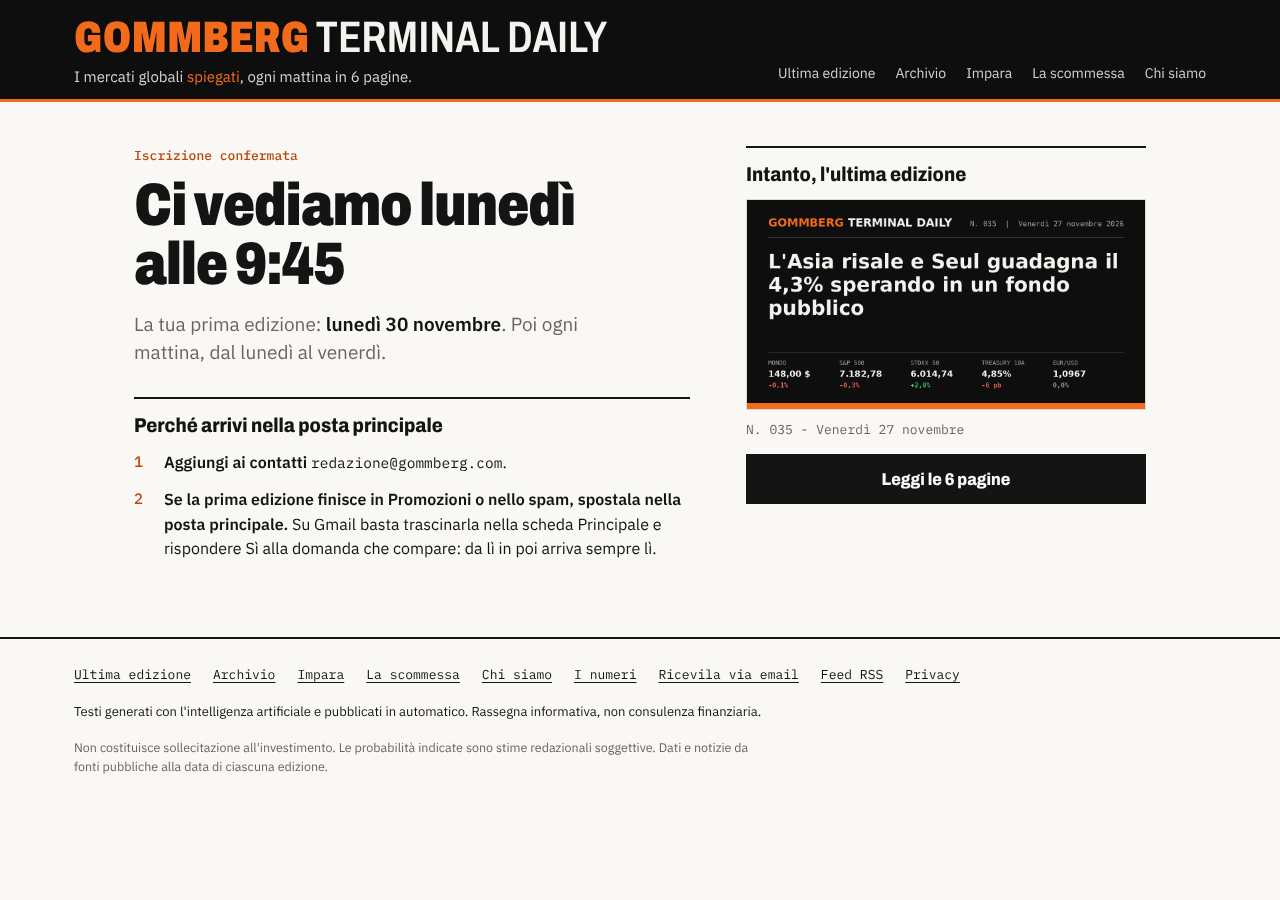 GOMMBERG TERMINAL DAILY
I mercati globali spiegati, ogni mattina in 6 pagine.
Ultima edizione Archivio Impara La scommessa Chi siamo
Iscrizione confermata
Ci vediamo lunedì
alle 9:45
La tua prima edizione: lunedì 30 novembre. Poi ogni
mattina, dal lunedì al venerdì.
Perché arrivi nella posta principale
1 Aggiungi ai contatti redazione@gommberg.com.
2 Se la prima edizione finisce in Promozioni o nello spam, spostala nella
posta principale. Su Gmail basta trascinarla nella scheda Principale e
rispondere Sì alla domanda che compare: da lì in poi arriva sempre lì.
Intanto, l'ultima edizione
GOMMBERG TERMINAL DAILY N. 035 | Venerdì 27 novembre 2026
L'Asia risale e Seul guadagna il
4,3% sperando in un fondo
pubblico
MONDO S&P 500 STOXX 50 TREASURY 10A EUR/USD
148,00 $ 7.182,78 6.014,74 4,85% 1,0967
-0,1% -0,3% +2,0% -6 pb 0,0%
N. 035 - Venerdì 27 novembre
Leggi le 6 pagine
Ultima edizione Archivio Impara La scommessa Chi siamo I numeri Ricevila via email Feed RSS Privacy
Testi generati con l'intelligenza artificiale e pubblicati in automatico. Rassegna informativa, non consulenza finanziaria.
Non costituisce sollecitazione all'investimento. Le probabilità indicate sono stime redazionali soggettive. Dati e notizie da
fonti pubbliche alla data di ciascuna edizione.